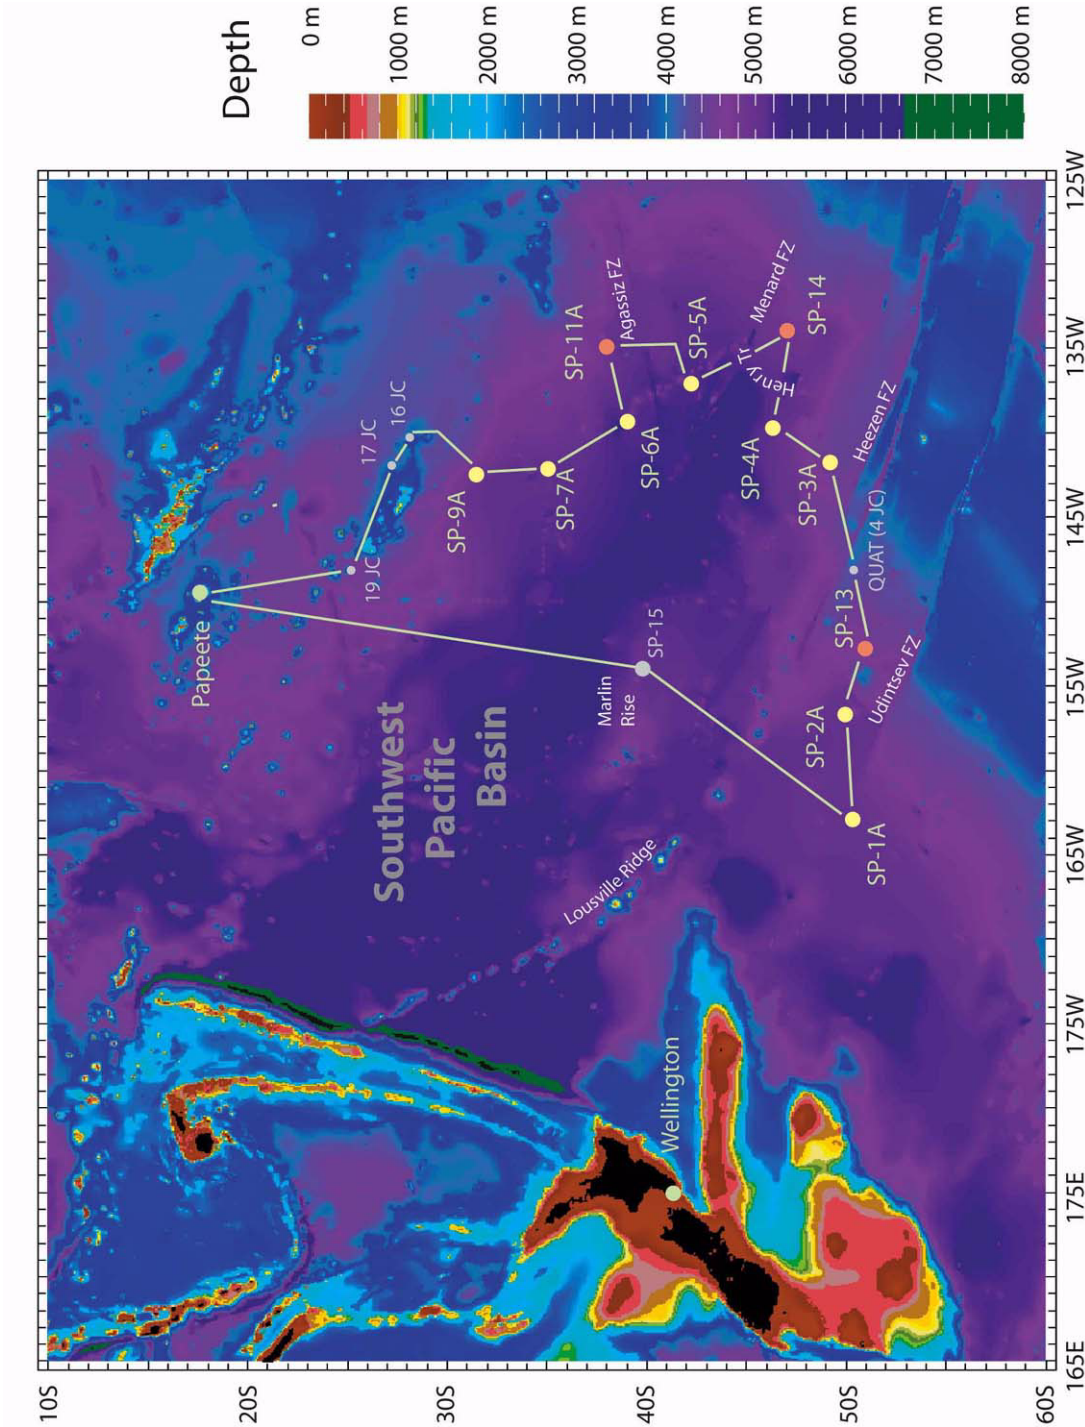 Depth
0 m
1000 m
2000 m
3000 m
4000 m
5000 m
6000 m
7000 m
8000 m
10S
20S
30S
40S
50S
60S
165E
175E
175W
165W
155W
145W
135W
125W
Papeete
19 JC
17 JC
16 JC
SP-9A
SP-7A
SP-6A
SP-11A
Agassiz FZ
SP-5A
Henry Tr
Menard FZ
SP-14
SP-4A
SP-3A
Heezen FZ
QUAT (4 JC)
SP-13
Udintsev FZ
SP-2A
SP-1A
SP-15
Marlin
Rise
Southwest
Pacific
Basin
Lousville Ridge
Wellington